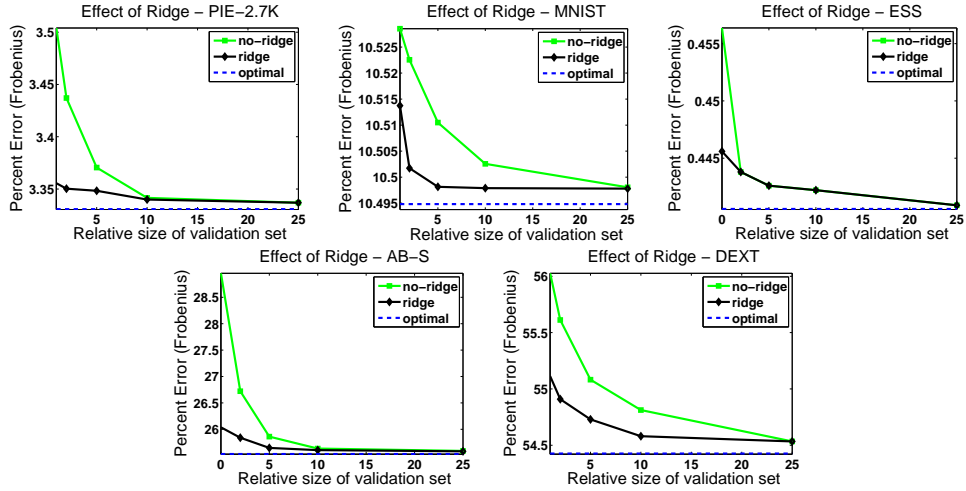 Effect of Ridge − PIE−2.7K
Percent Error (Frobenius)
3.5
3.45
3.4
3.35
no−ridge
ridge
optimal
5 10 15 20 25
Relative size of validation set
Effect of Ridge − MNIST
Percent Error (Frobenius)
10.525
10.52
10.515
10.51
10.505
10.5
10.495
no−ridge
ridge
optimal
5 10 15 20 25
Relative size of validation set
Effect of Ridge − ESS
Percent Error (Frobenius)
0.455
0.45
0.445
no−ridge
ridge
optimal
0 5 10 15 20 25
Relative size of validation set
Effect of Ridge − AB−S
Percent Error (Frobenius)
28.5
28
27.5
27
26.5
26
no−ridge
ridge
optimal
0 5 10 15 20 25
Relative size of validation set
Effect of Ridge − DEXT
Percent Error (Frobenius)
56
55.5
55
54.5
no−ridge
ridge
optimal
5 10 15 20 25
Relative size of validation set